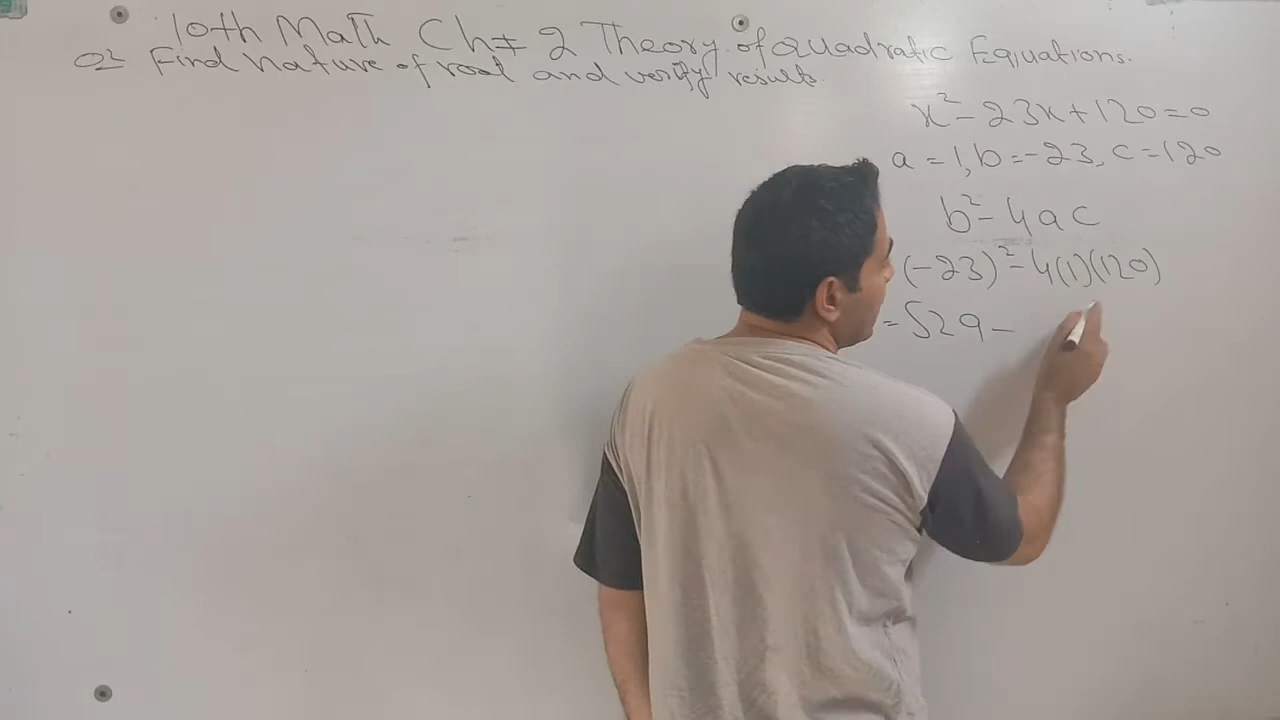 10th Math Ch# 2 Theory of Quadratic Equations.
Q2 Find nature of root and verify results.
x² - 23x + 120 = 0
a = 1, b = -23, c = 120
b² - 4ac
(-23)² - 4(1)(120)
= 529 -